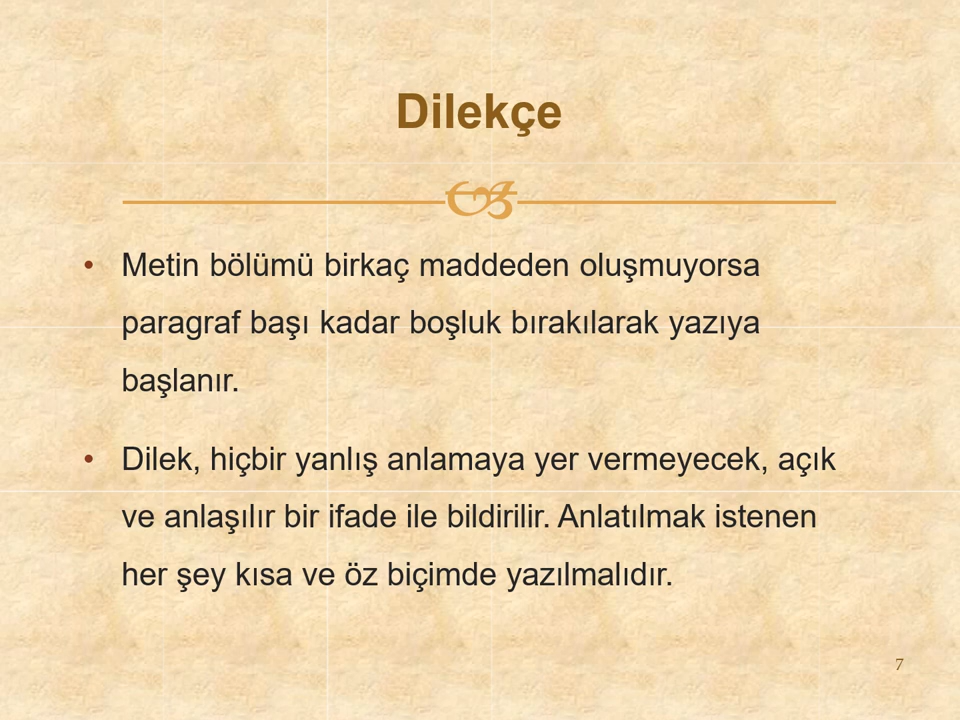 Dilekçe
• Metin bölümü birkaç maddeden oluşmuyorsa
paragraf başı kadar boşluk bırakılarak yazıya
başlanır.
• Dilek, hiçbir yanlış anlamaya yer vermeyecek, açık
ve anlaşılır bir ifade ile bildirilir. Anlatılmak istenen
her şey kısa ve öz biçimde yazılmalıdır.
7